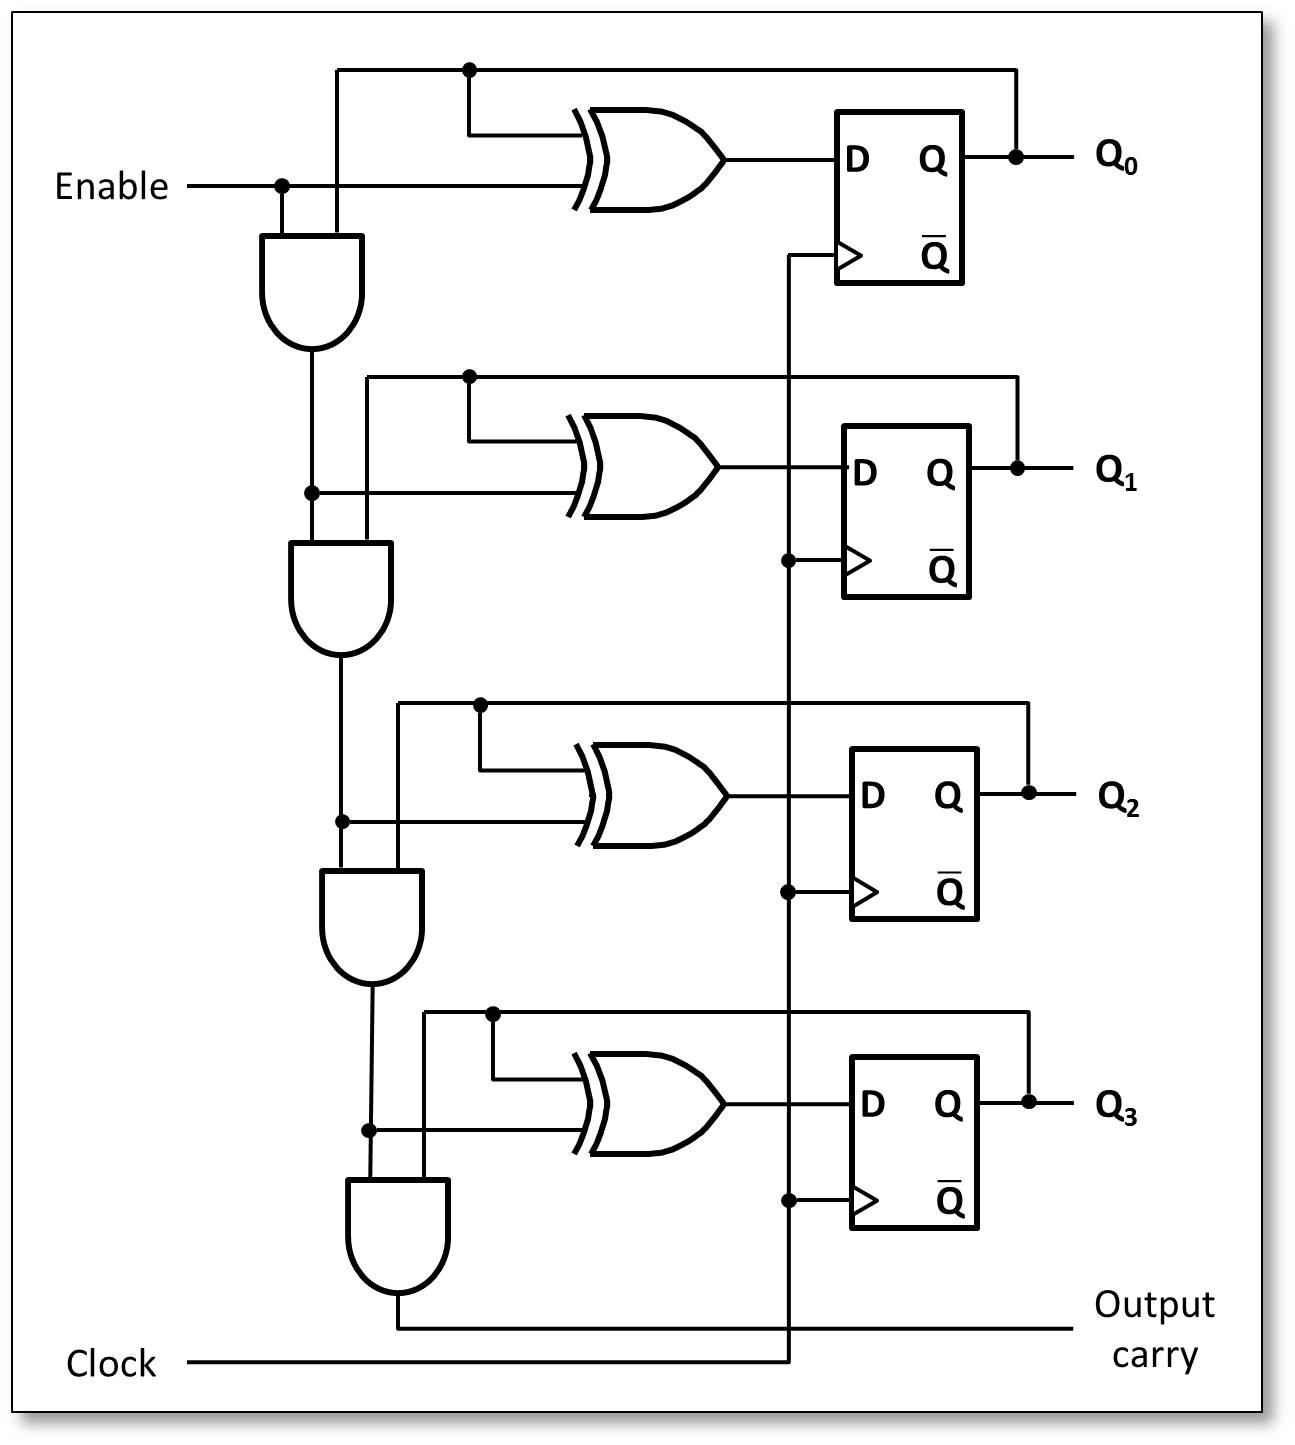 Enable
D Q Q₀
Q̅
D Q Q₁
Q̅
D Q Q₂
Q̅
D Q Q₃
Q̅
Output
carry
Clock